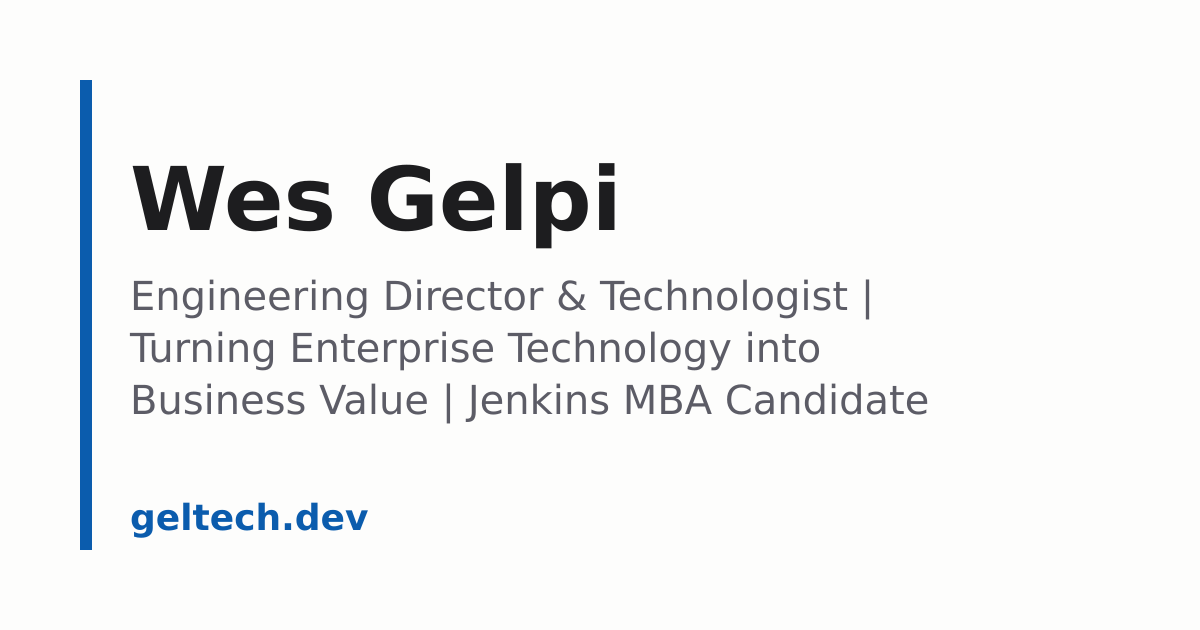 Wes Gelpi
Engineering Director & Technologist |
Turning Enterprise Technology into
Business Value | Jenkins MBA Candidate
geltech.dev